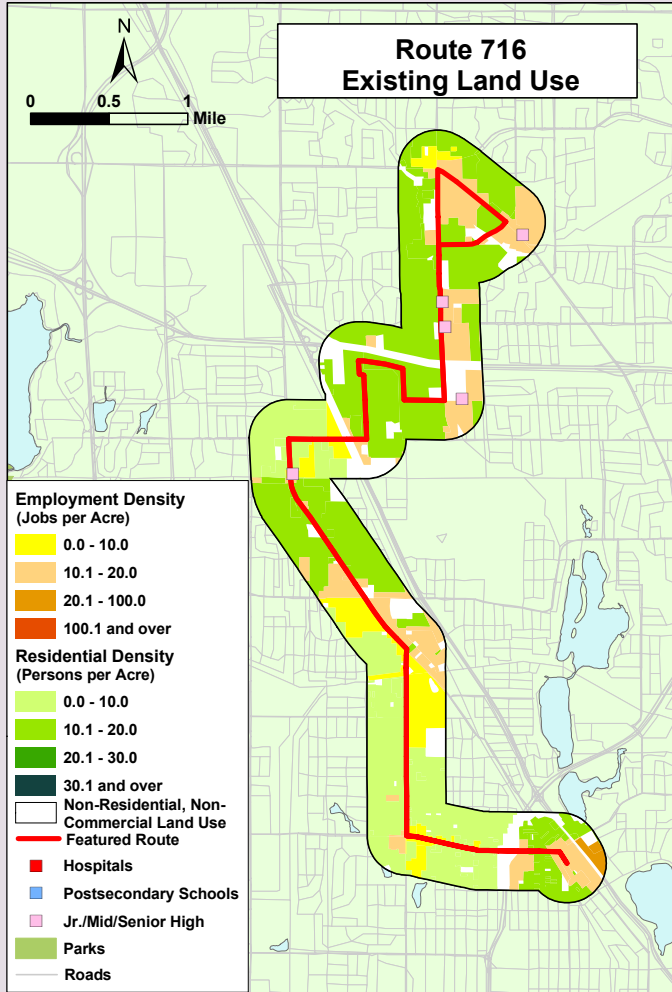 Route 716
Existing Land Use
N
0 0.5 1
Mile
Employment Density
(Jobs per Acre)
0.0 - 10.0
10.1 - 20.0
20.1 - 100.0
100.1 and over
Residential Density
(Persons per Acre)
0.0 - 10.0
10.1 - 20.0
20.1 - 30.0
30.1 and over
Non-Residential, Non-
Commercial Land Use
Featured Route
Hospitals
Postsecondary Schools
Jr./Mid/Senior High
Parks
Roads